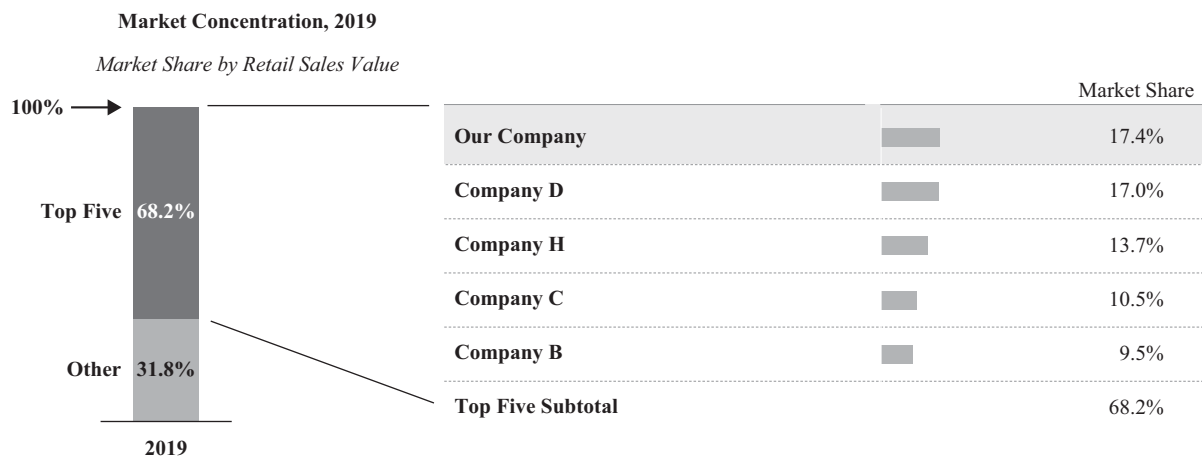 Market Concentration, 2019
Market Share by Retail Sales Value
100%
Top Five 68.2%
Other 31.8%
2019
Market Share
Our Company 17.4%
Company D 17.0%
Company H 13.7%
Company C 10.5%
Company B 9.5%
Top Five Subtotal 68.2%